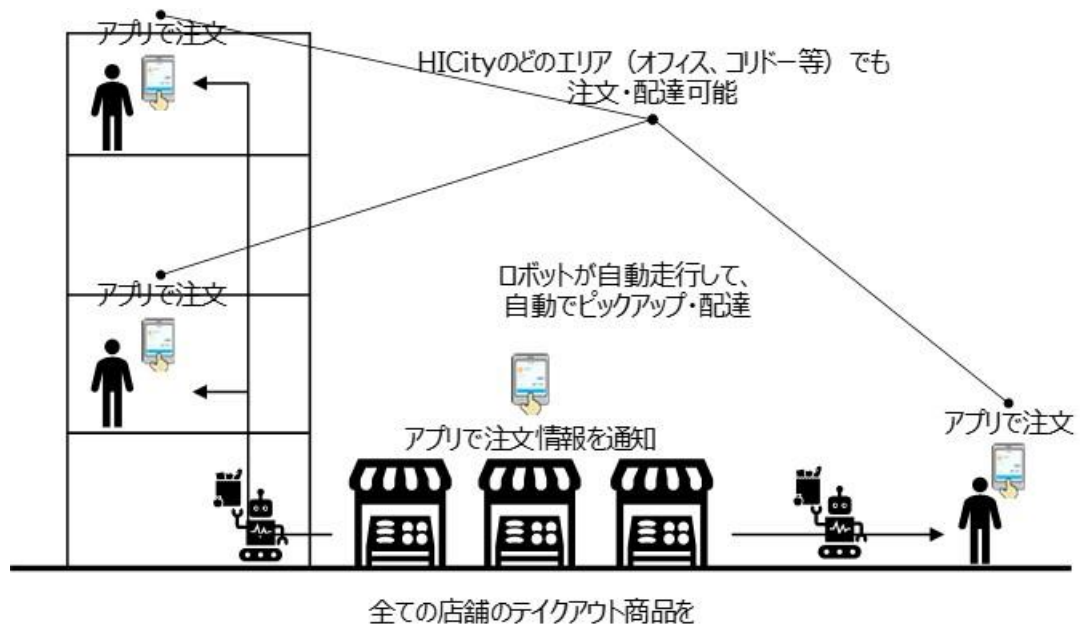 アプリで注文
HICityのどのエリア（オフィス、コリドー等）でも
注文・配達可能
アプリで注文
ロボットが自動走行して、
自動でピックアップ・配達
アプリで注文
アプリで注文情報を通知
全ての店舗のテイクアウト商品を